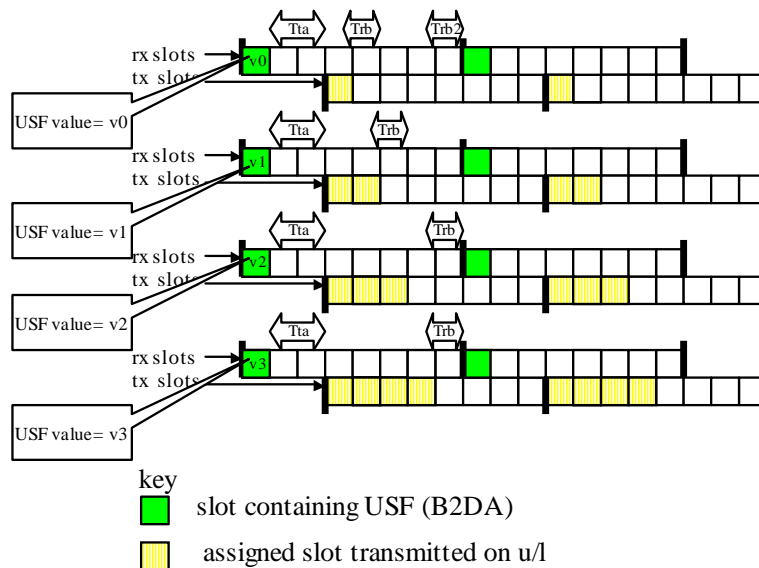 Tta Trb Trb2
rx slots v0
tx slots
USF value= v0
Tta Trb
rx slots v1
tx slots
USF value= v1
Tta Trb
rx slots v2
tx slots
USF value= v2
Tta Trb
rx slots v3
tx slots
USF value= v3
key
slot containing USF (B2DA)
assigned slot transmitted on u/l